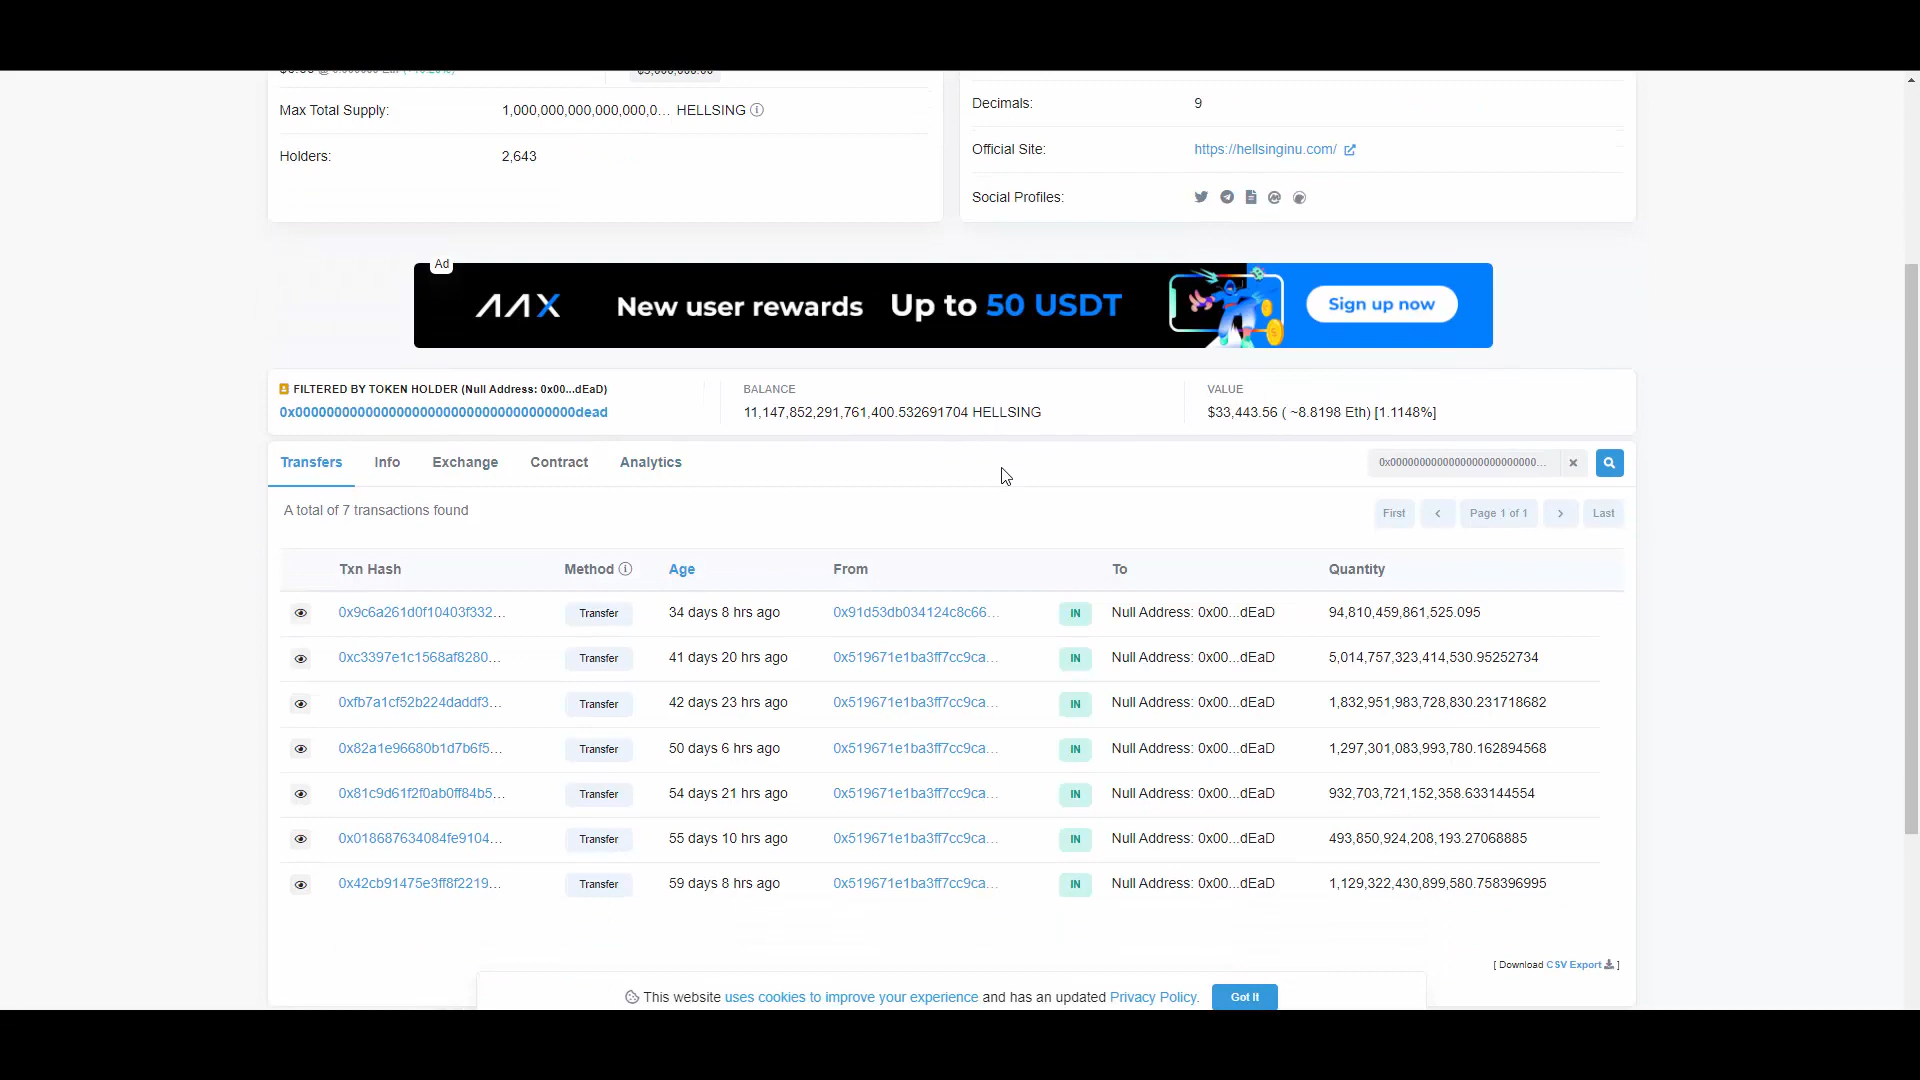 Max Total Supply: 1,000,000,000,000,000,0... HELLSING
Holders: 2,643
Decimals: 9
Official Site: https://hellsinginu.com/
Social Profiles:
Ad
AAX New user rewards Up to 50 USDT Sign up now
FILTERED BY TOKEN HOLDER (Null Address: 0x00...dEaD)
0x000000000000000000000000000000000000dead
BALANCE
11,147,852,291,761,400.532691704 HELLSING
VALUE
$33,443.56 ( ~8.8198 Eth) [1.1148%]
Transfers Info Exchange Contract Analytics
0x0000000000000000000000000...
A total of 7 transactions found
First Page 1 of 1 Last
Txn Hash Method Age From To Quantity
0x9c6a261d0f10403f332... Transfer 34 days 8 hrs ago 0x91d53db034124c8c66... IN Null Address: 0x00...dEaD 94,810,459,861,525.095
0xc3397e1c1568af8280... Transfer 41 days 20 hrs ago 0x519671e1ba3ff7cc9ca... IN Null Address: 0x00...dEaD 5,014,757,323,414,530.95252734
0xfb7a1cf52b224daddf3... Transfer 42 days 23 hrs ago 0x519671e1ba3ff7cc9ca... IN Null Address: 0x00...dEaD 1,832,951,983,728,830.231718682
0x82a1e96680b1d7b6f5... Transfer 50 days 6 hrs ago 0x519671e1ba3ff7cc9ca... IN Null Address: 0x00...dEaD 1,297,301,083,993,780.162894568
0x81c9d61f2f0ab0ff84b5... Transfer 54 days 21 hrs ago 0x519671e1ba3ff7cc9ca... IN Null Address: 0x00...dEaD 932,703,721,152,358.633144554
0x018687634084fe9104... Transfer 55 days 10 hrs ago 0x519671e1ba3ff7cc9ca... IN Null Address: 0x00...dEaD 493,850,924,208,193.27068885
0x42cb91475e3ff8f2219... Transfer 59 days 8 hrs ago 0x519671e1ba3ff7cc9ca... IN Null Address: 0x00...dEaD 1,129,322,430,899,580.758396995
[ Download CSV Export ]
This website uses cookies to improve your experience and has an updated Privacy Policy. Got It